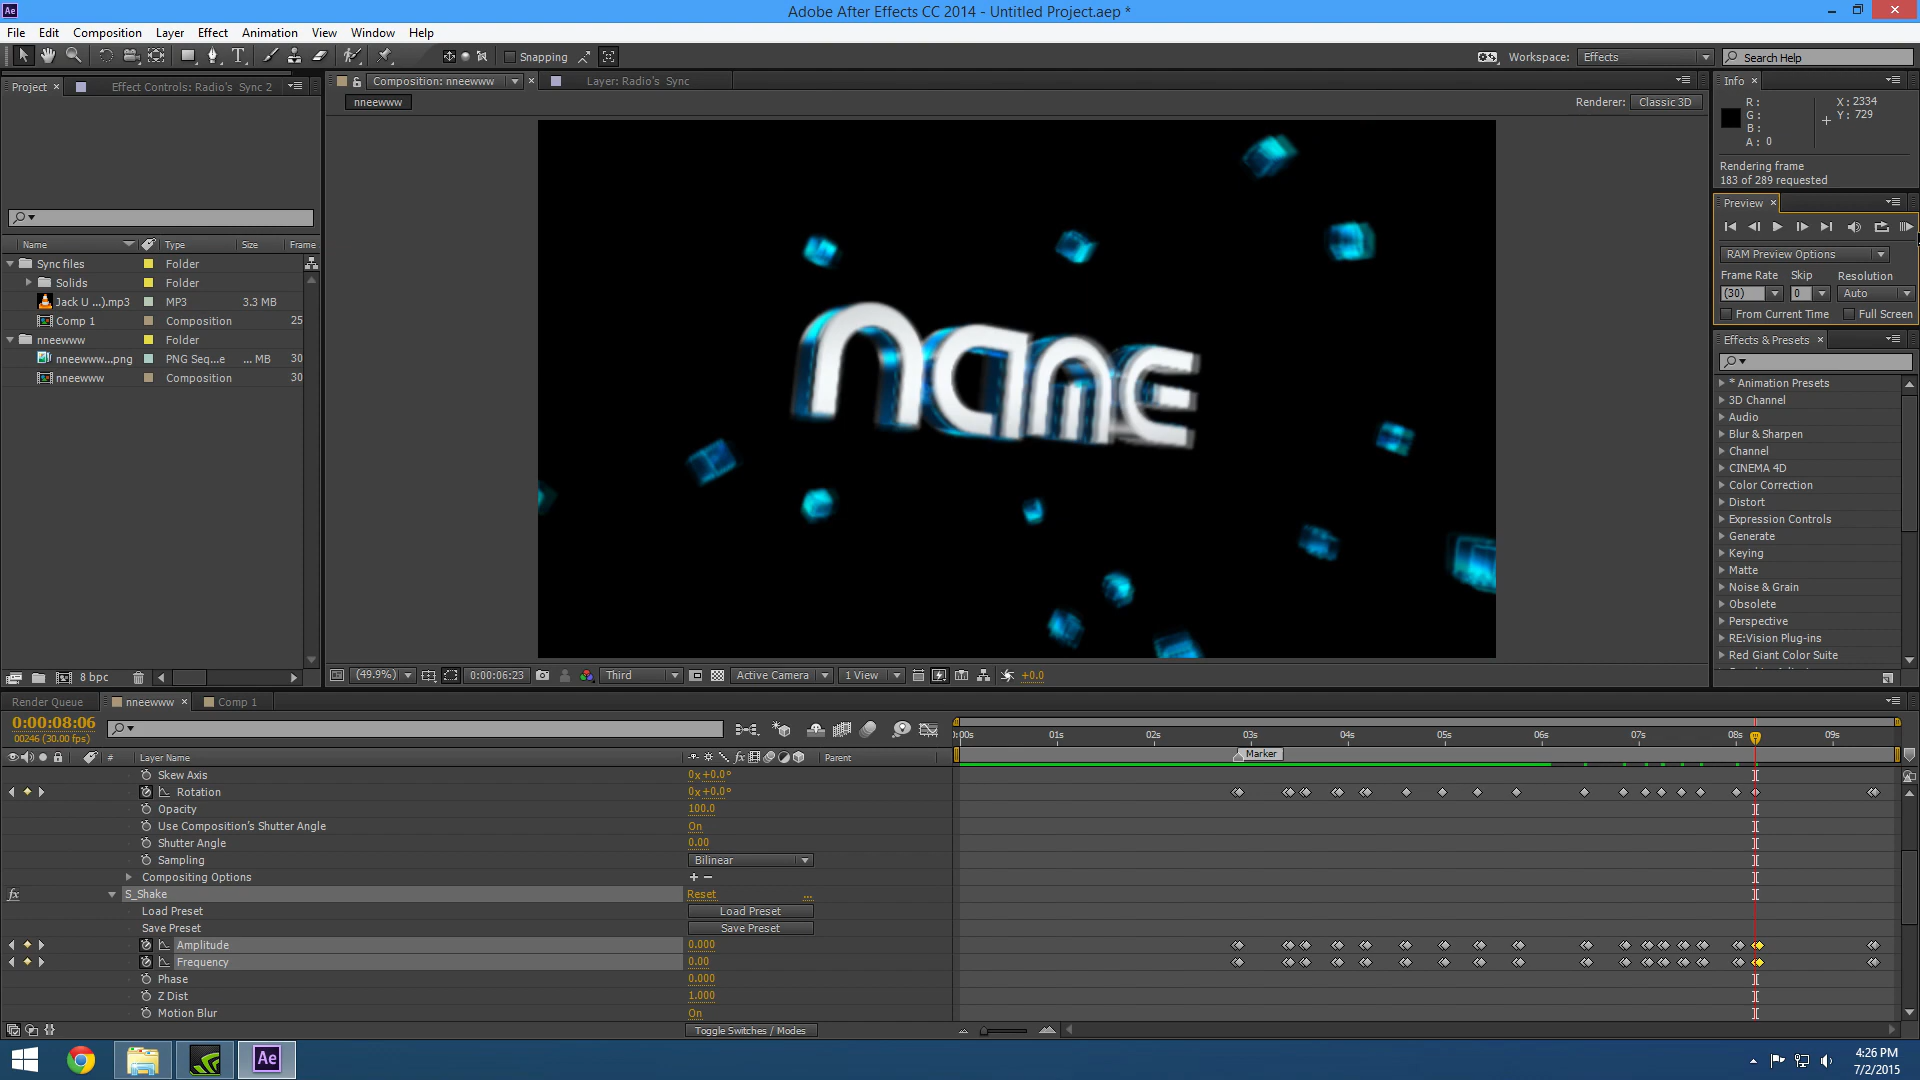 Ae
Adobe After Effects CC 2014 - Untitled Project.aep *
File Edit Composition Layer Effect Animation View Window Help
Snapping
Workspace: Effects
Search Help
Project × Effect Controls: Radio's Sync 2
Composition: nneewww × Layer: Radio's Sync
nneewww
Renderer: Classic 3D
Info ×
R :
G :
B :
A : 0
X : 2334
Y : 729
Rendering frame
183 of 289 requested
Preview ×
RAM Preview Options
Frame Rate Skip Resolution
(30) 0 Auto
From Current Time Full Screen
Effects & Presets ×
* Animation Presets
3D Channel
Audio
Blur & Sharpen
Channel
CINEMA 4D
Color Correction
Distort
Expression Controls
Generate
Keying
Matte
Noise & Grain
Obsolete
Perspective
RE:Vision Plug-ins
Red Giant Color Suite
Name Type Size Frame
Sync files Folder
Solids Folder
Jack U ...).mp3 MP3 3.3 MB
Comp 1 Composition 25
nneewww Folder
nneewww...png PNG Seq...e ... MB 30
nneewww Composition 30
8 bpc
name
(49.9%) 0:00:06:23 Third Active Camera 1 View +0.0
Render Queue nneewww × Comp 1
0:00:08:06
00246 (30.00 fps)
# Layer Name Parent
0:00s 01s 02s 03s 04s 05s 06s 07s 08s 09s
Marker
Skew Axis 0x+0.0°
Rotation 0x+0.0°
Opacity 100.0
Use Composition's Shutter Angle On
Shutter Angle 0.00
Sampling Bilinear
Compositing Options + −
fx S_Shake Reset ...
Load Preset Load Preset
Save Preset Save Preset
Amplitude 0.000
Frequency 0.00
Phase 0.000
Z Dist 1.000
Motion Blur On
Toggle Switches / Modes
Ae
4:26 PM
7/2/2015